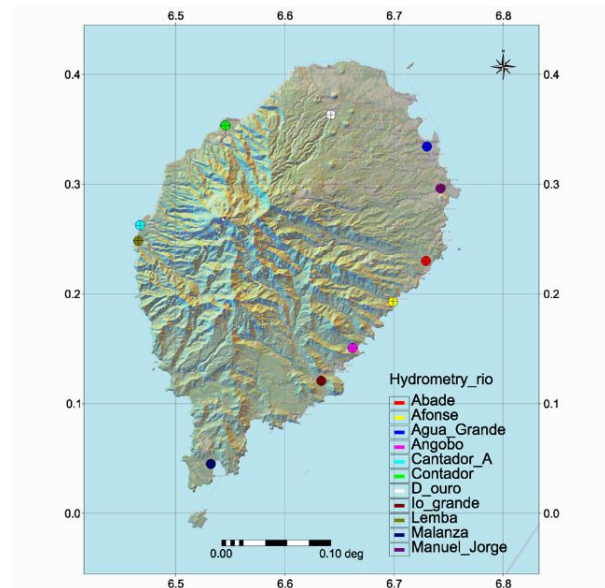 6.5 6.6 6.7 6.8
0.4 0.4
0.3 0.3
0.2 0.2
0.1 0.1
0.0 0.0
Hydrometry_rio
Abade
Afonse
Agua_Grande
Angobo
Cantador_A
Contador
D_ouro
Io_grande
Lemba
Malanza
Manuel_Jorge
0.00 0.10 deg
6.5 6.6 6.7 6.8